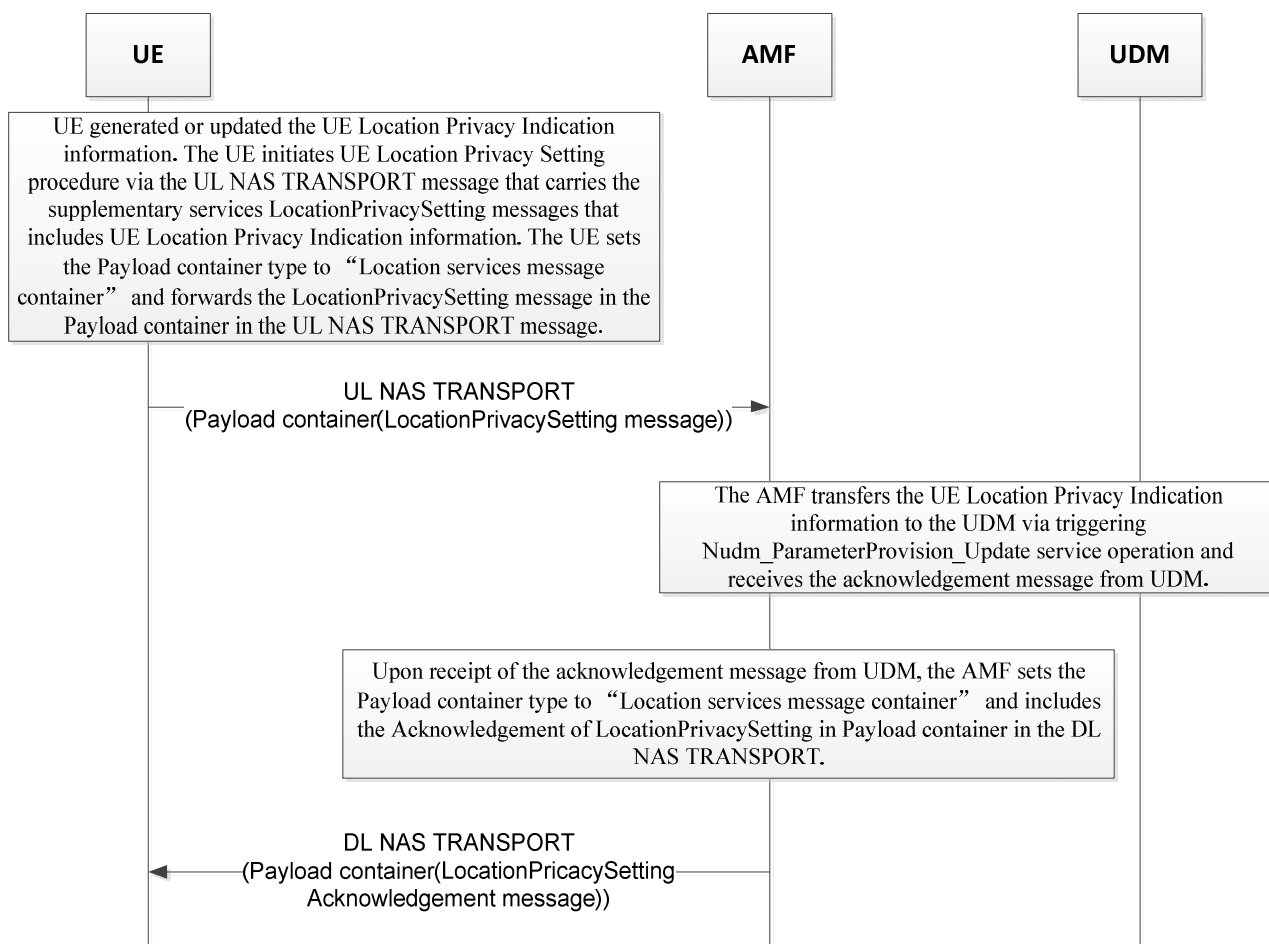 UE
AMF
UDM
UE generated or updated the UE Location Privacy Indication
information. The UE initiates UE Location Privacy Setting
procedure via the UL NAS TRANSPORT message that carries the
supplementary services LocationPrivacySetting messages that
includes UE Location Privacy Indication information. The UE sets
the Payload container type to “Location services message
container” and forwards the LocationPrivacySetting message in the
Payload container in the UL NAS TRANSPORT message.
UL NAS TRANSPORT
(Payload container(LocationPrivacySetting message))
The AMF transfers the UE Location Privacy Indication
information to the UDM via triggering
Nudm_ParameterProvision_Update service operation and
receives the acknowledgement message from UDM.
Upon receipt of the acknowledgement message from UDM, the AMF sets the
Payload container type to “Location services message container” and includes
the Acknowledgement of LocationPrivacySetting in Payload container in the DL
NAS TRANSPORT.
DL NAS TRANSPORT
(Payload container(LocationPricacySetting
Acknowledgement message))